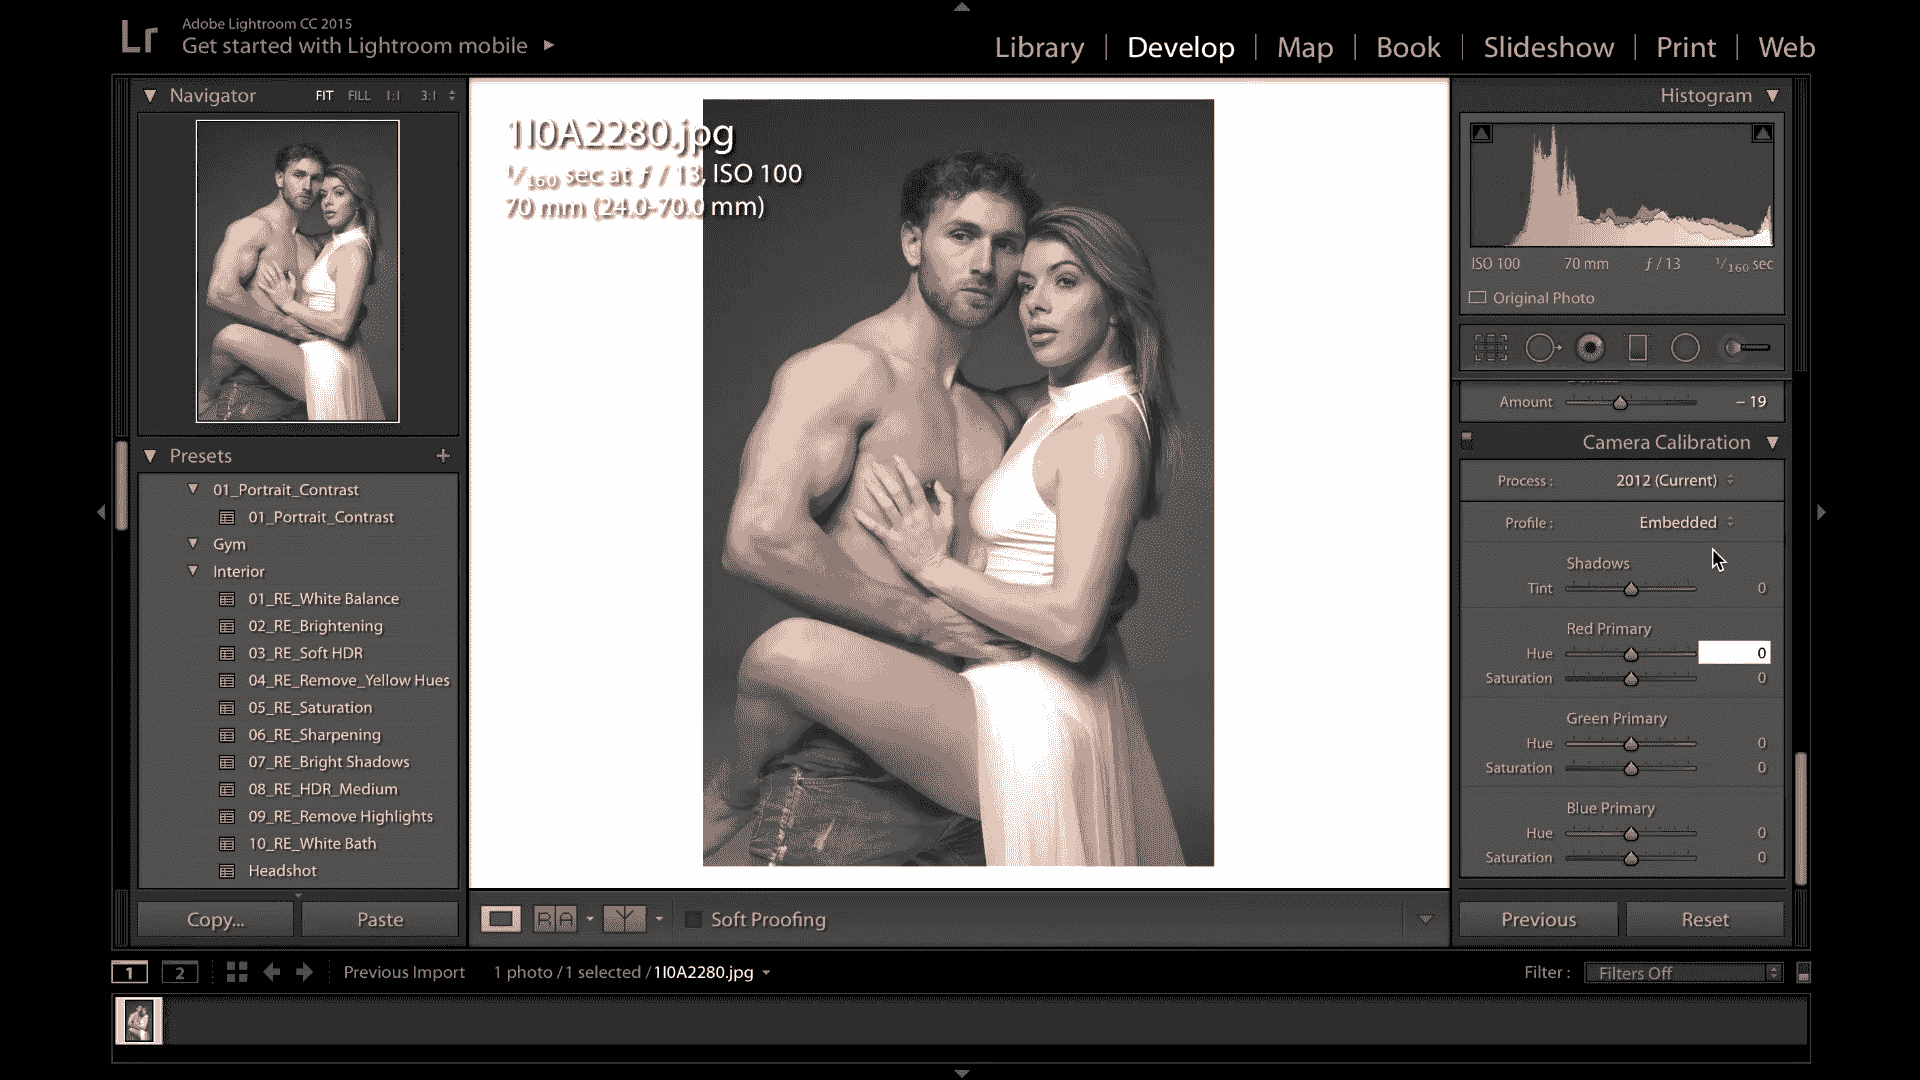 Lr
Adobe Lightroom CC 2015
Get started with Lightroom mobile
Library | Develop | Map | Book | Slideshow | Print | Web
Navigator FIT FILL 1:1 3:1
1I0A2280.jpg
1/160 sec at ƒ / 13, ISO 100
70 mm (24.0-70.0 mm)
Histogram
ISO 100 70 mm ƒ / 13 1/160 sec
Original Photo
Amount – 19
Camera Calibration
Process : 2012 (Current)
Profile : Embedded
Shadows
Tint 0
Red Primary
Hue 0
Saturation 0
Green Primary
Hue 0
Saturation 0
Blue Primary
Hue 0
Saturation 0
Presets +
01_Portrait_Contrast
01_Portrait_Contrast
Gym
Interior
01_RE_White Balance
02_RE_Brightening
03_RE_Soft HDR
04_RE_Remove_Yellow Hues
05_RE_Saturation
06_RE_Sharpening
07_RE_Bright Shadows
08_RE_HDR_Medium
09_RE_Remove Highlights
10_RE_White Bath
Headshot
Copy... Paste
R A Y Soft Proofing
Previous Reset
1 2 Previous Import 1 photo / 1 selected / 1I0A2280.jpg
Filter : Filters Off